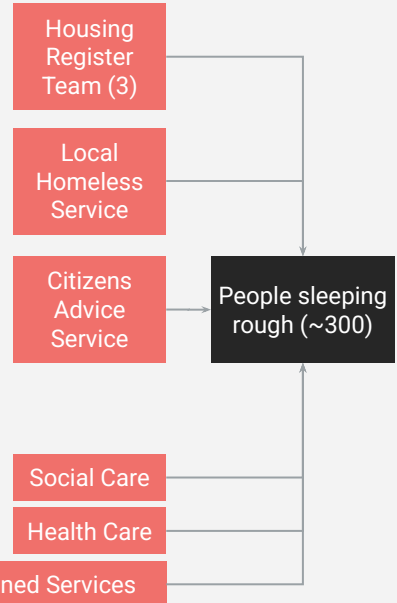 Housing
Register
Team (3)
Local
Homeless
Service
Citizens
Advice
Service
People sleeping
rough (~300)
Social Care
Health Care
ned Services